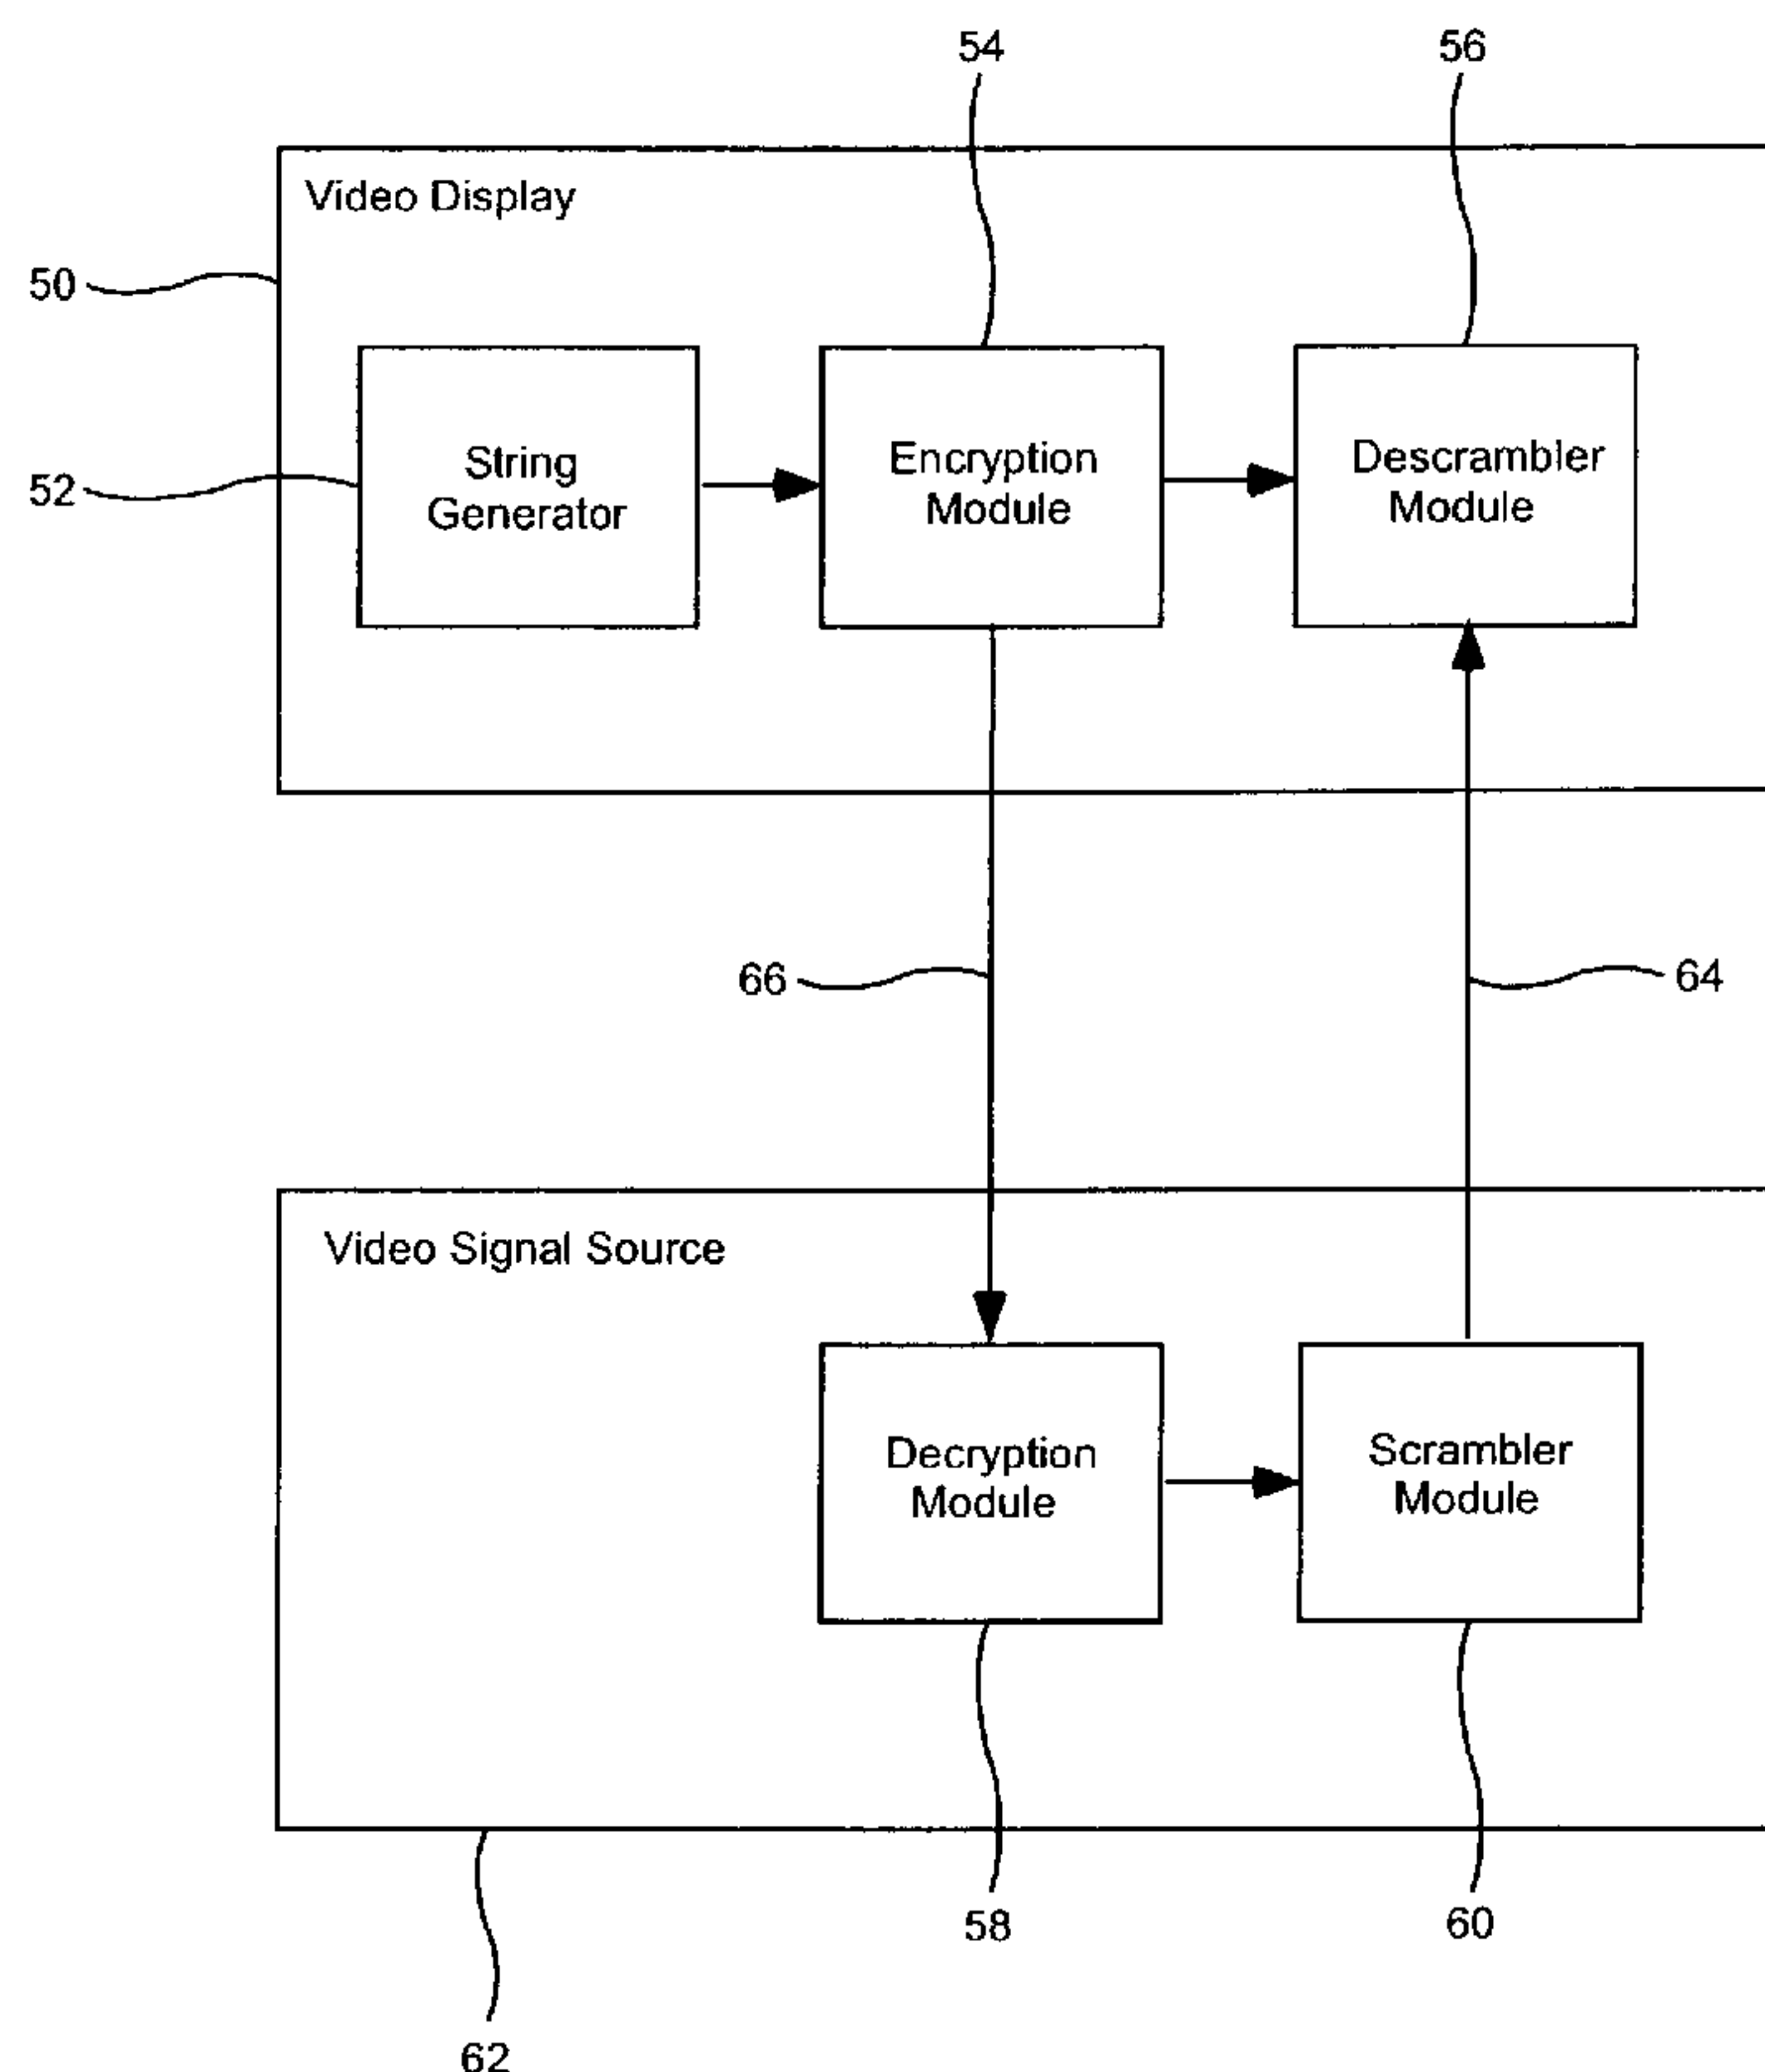 54
56
Video Display
50
String
Generator
Encryption
Module
Descrambler
Module
52
66
64
Video Signal Source
Decryption
Module
Scrambler
Module
58
60
62